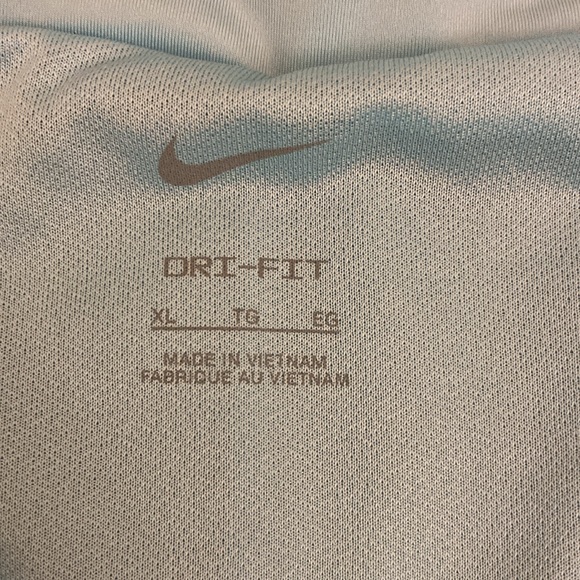 DRI-FIT
XL TG EG
MADE IN VIETNAM
FABRIQUE AU VIETNAM